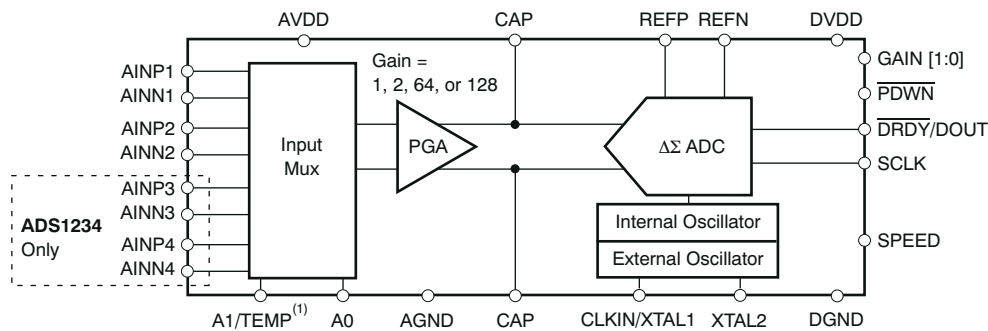 AVDD
CAP
REFP
REFN
DVDD
Gain =
1, 2, 64, or 128
GAIN [1:0]
AINP1
AINN1
PDWN
AINP2
AINN2
Input
Mux
PGA
ΔΣ ADC
DRDY/DOUT
SCLK
ADS1234
Only
AINP3
AINN3
AINP4
AINN4
Internal Oscillator
External Oscillator
SPEED
A1/TEMP(1)
A0
AGND
CAP
CLKIN/XTAL1
XTAL2
DGND